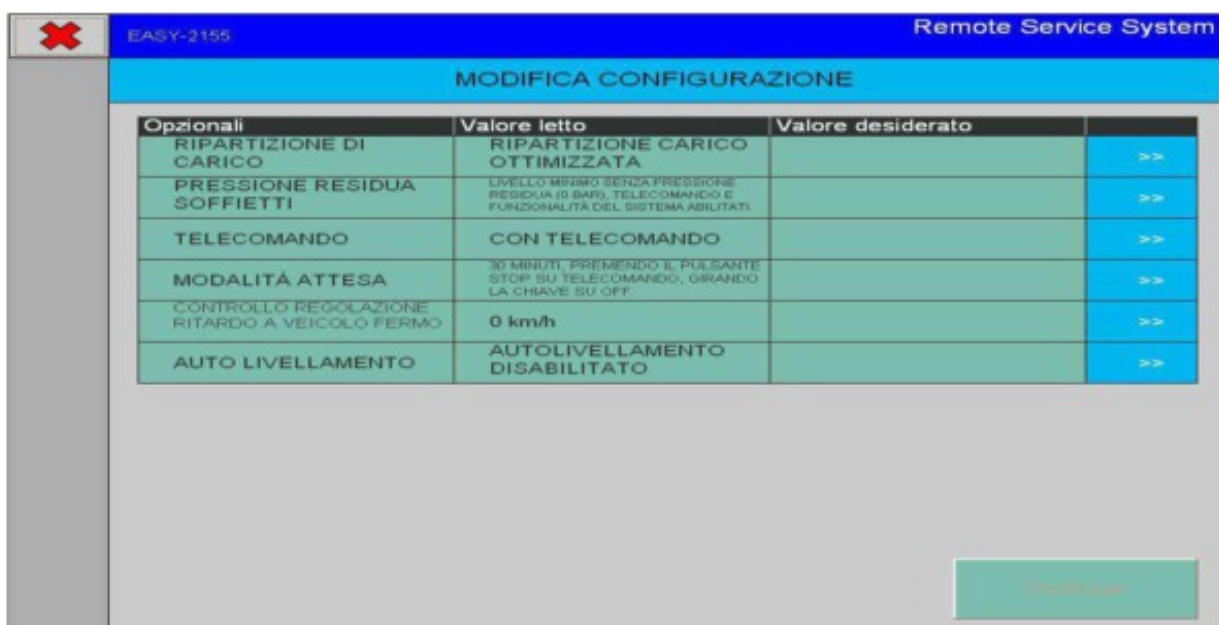 EASY-2155
Remote Service System
MODIFICA CONFIGURAZIONE
Opzionali
Valore letto
Valore desiderato
RIPARTIZIONE DI
CARICO
RIPARTIZIONE CARICO
OTTIMIZZATA
>>
PRESSIONE RESIDUA
SOFFIETTI
LIVELLO MINIMO SENZA PRESSIONE
RESIDUA (0 BAR), TELECOMANDO E
FUNZIONALITÀ DEL SISTEMA ABILITATI.
>>
TELECOMANDO
CON TELECOMANDO
>>
MODALITÁ ATTESA
30 MINUTI, PREMENDO IL PULSANTE
STOP SU TELECOMANDO, GIRANDO
LA CHIAVE SU OFF.
>>
CONTROLLO REGOLAZIONE
RITARDO A VEICOLO FERMO
0 km/h
>>
AUTO LIVELLAMENTO
AUTOLIVELLAMENTO
DISABILITATO
>>